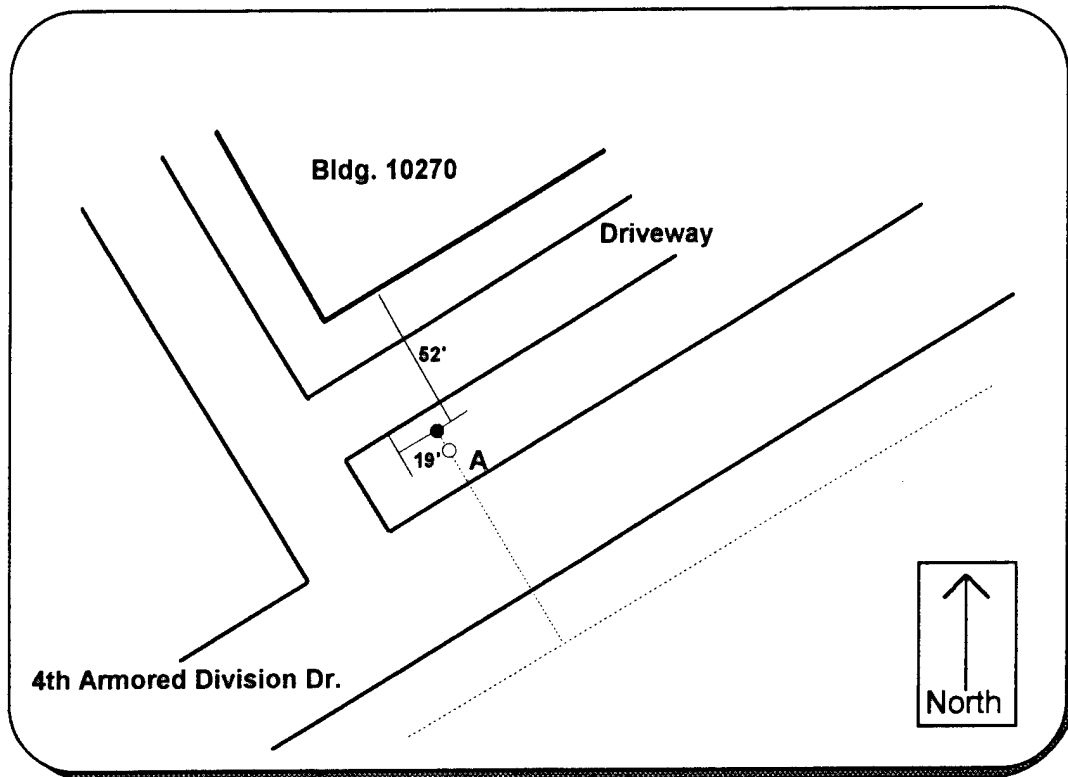 Bldg. 10270
Driveway
52'
19'
A
4th Armored Division Dr.
North